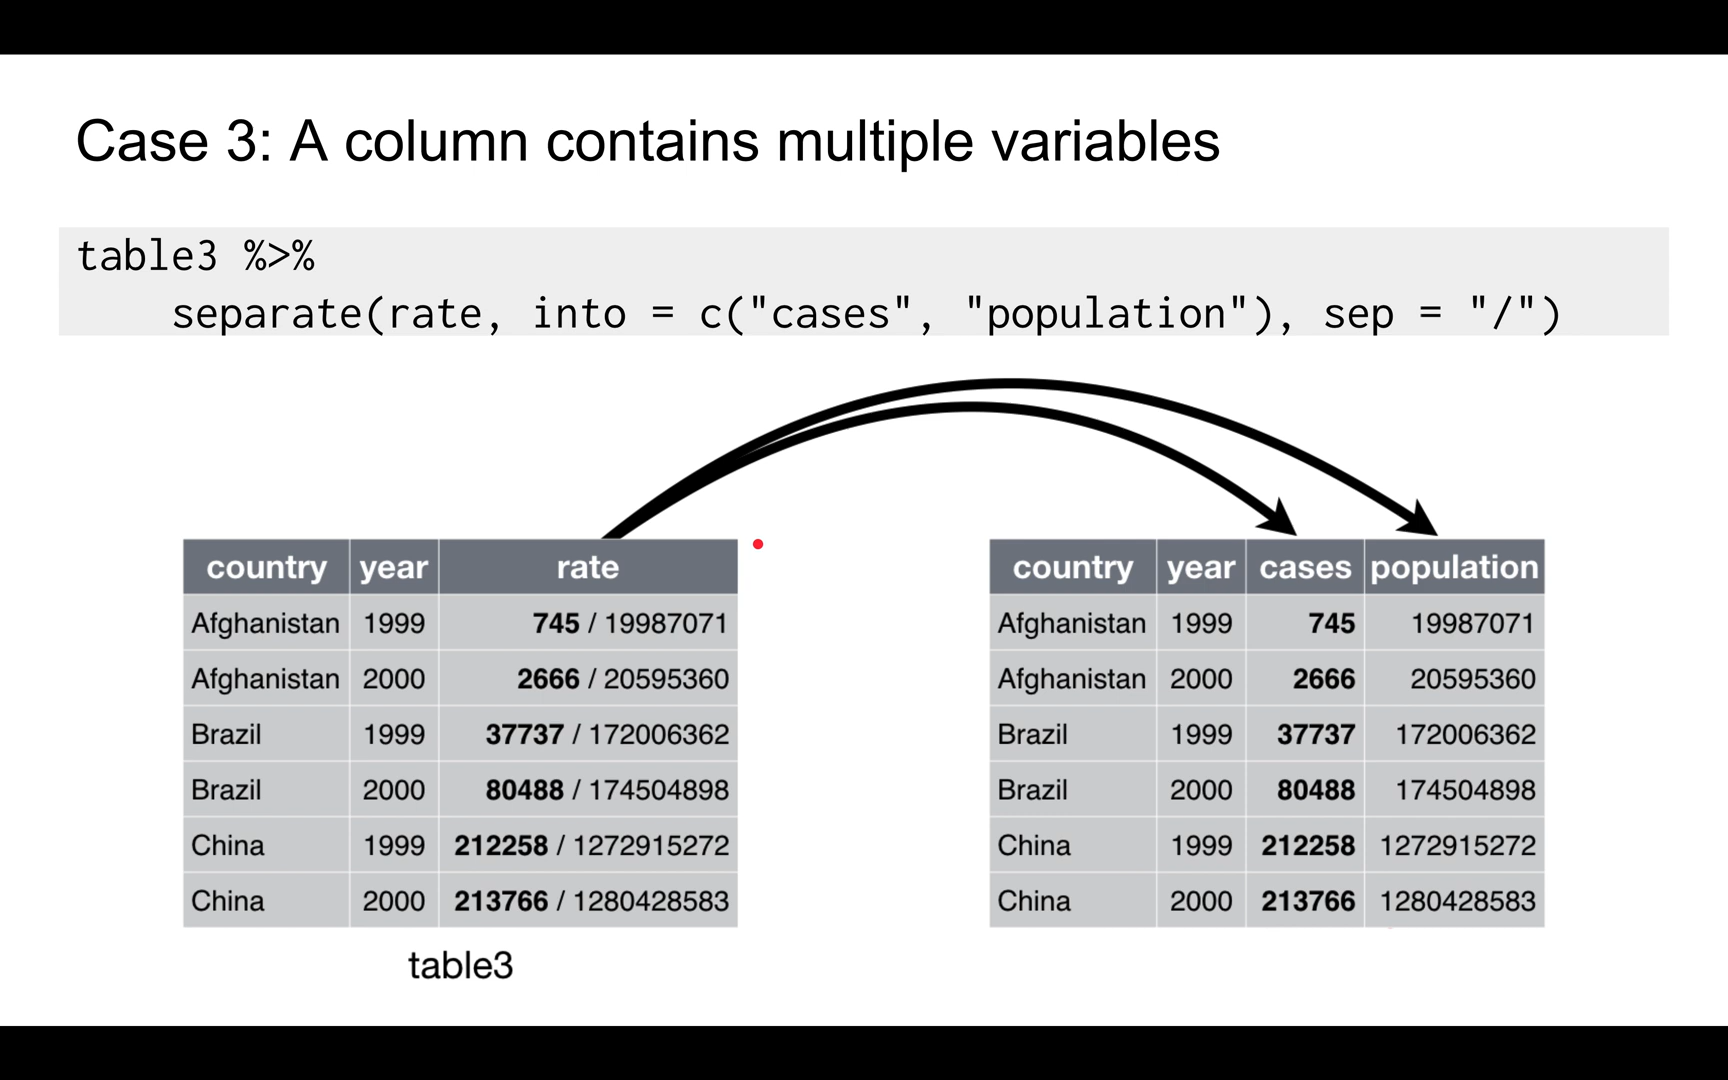 Case 3: A column contains multiple variables
table3 %>%
separate(rate, into = c("cases", "population"), sep = "/")
country year rate
Afghanistan 1999 745 / 19987071
Afghanistan 2000 2666 / 20595360
Brazil 1999 37737 / 172006362
Brazil 2000 80488 / 174504898
China 1999 212258 / 1272915272
China 2000 213766 / 1280428583
table3
country year cases population
Afghanistan 1999 745 19987071
Afghanistan 2000 2666 20595360
Brazil 1999 37737 172006362
Brazil 2000 80488 174504898
China 1999 212258 1272915272
China 2000 213766 1280428583